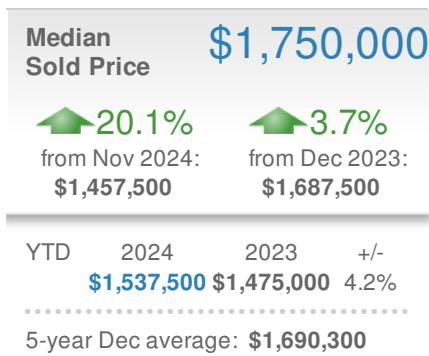 Median
Sold Price
$1,750,000
20.1%
from Nov 2024:
$1,457,500
3.7%
from Dec 2023:
$1,687,500
YTD 2024 2023 +/-
$1,537,500 $1,475,000 4.2%
5-year Dec average: $1,690,300